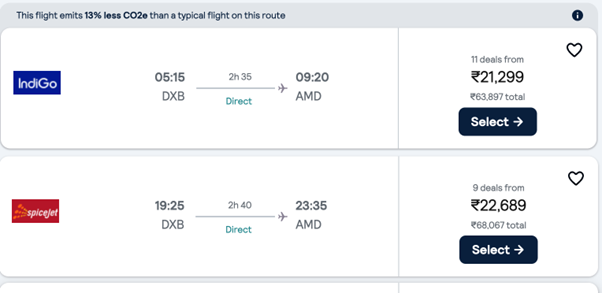 This flight emits 13% less CO2e than a typical flight on this route
IndiGo
05:15
2h 35
09:20
DXB
Direct
AMD
11 deals from
₹21,299
₹63,897 total
Select →
spicejet
19:25
2h 40
23:35
DXB
Direct
AMD
9 deals from
₹22,689
₹68,067 total
Select →